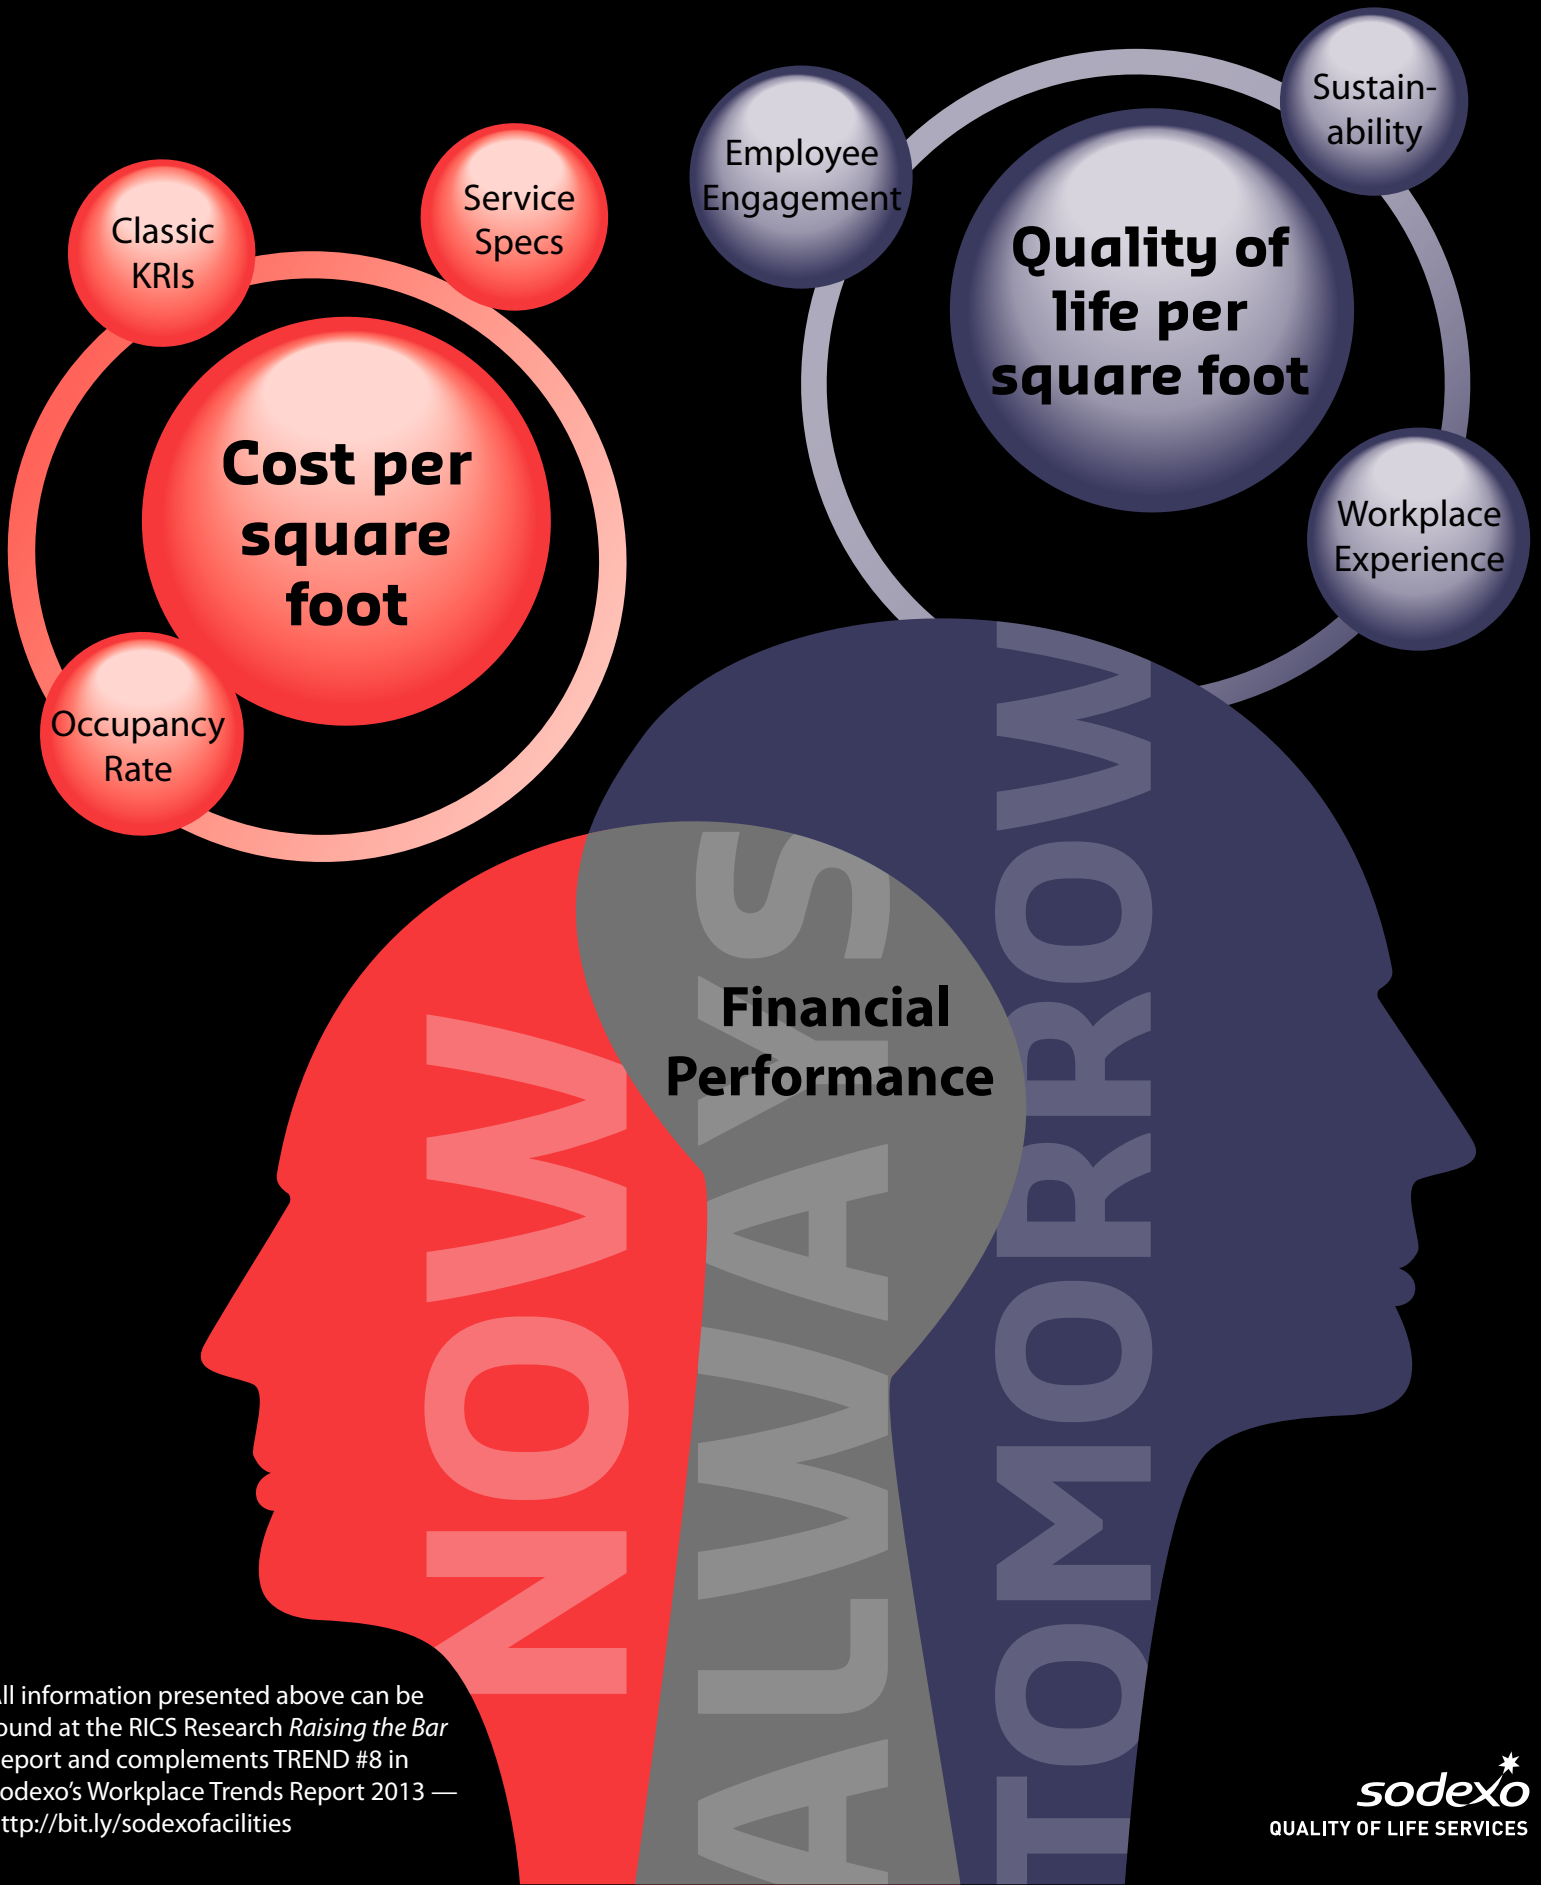 Classic
KRIs
Service
Specs
Cost per
square
foot
Occupancy
Rate
Employee
Engagement
Sustain-
ability
Quality of
life per
square foot
Workplace
Experience
NOW
ALWAYS
TOMORROW
Financial
Performance
ll information presented above can be
ound at the RICS Research Raising the Bar
eport and complements TREND #8 in
odexo’s Workplace Trends Report 2013 —
ttp://bit.ly/sodexofacilities
sodexo
QUALITY OF LIFE SERVICES